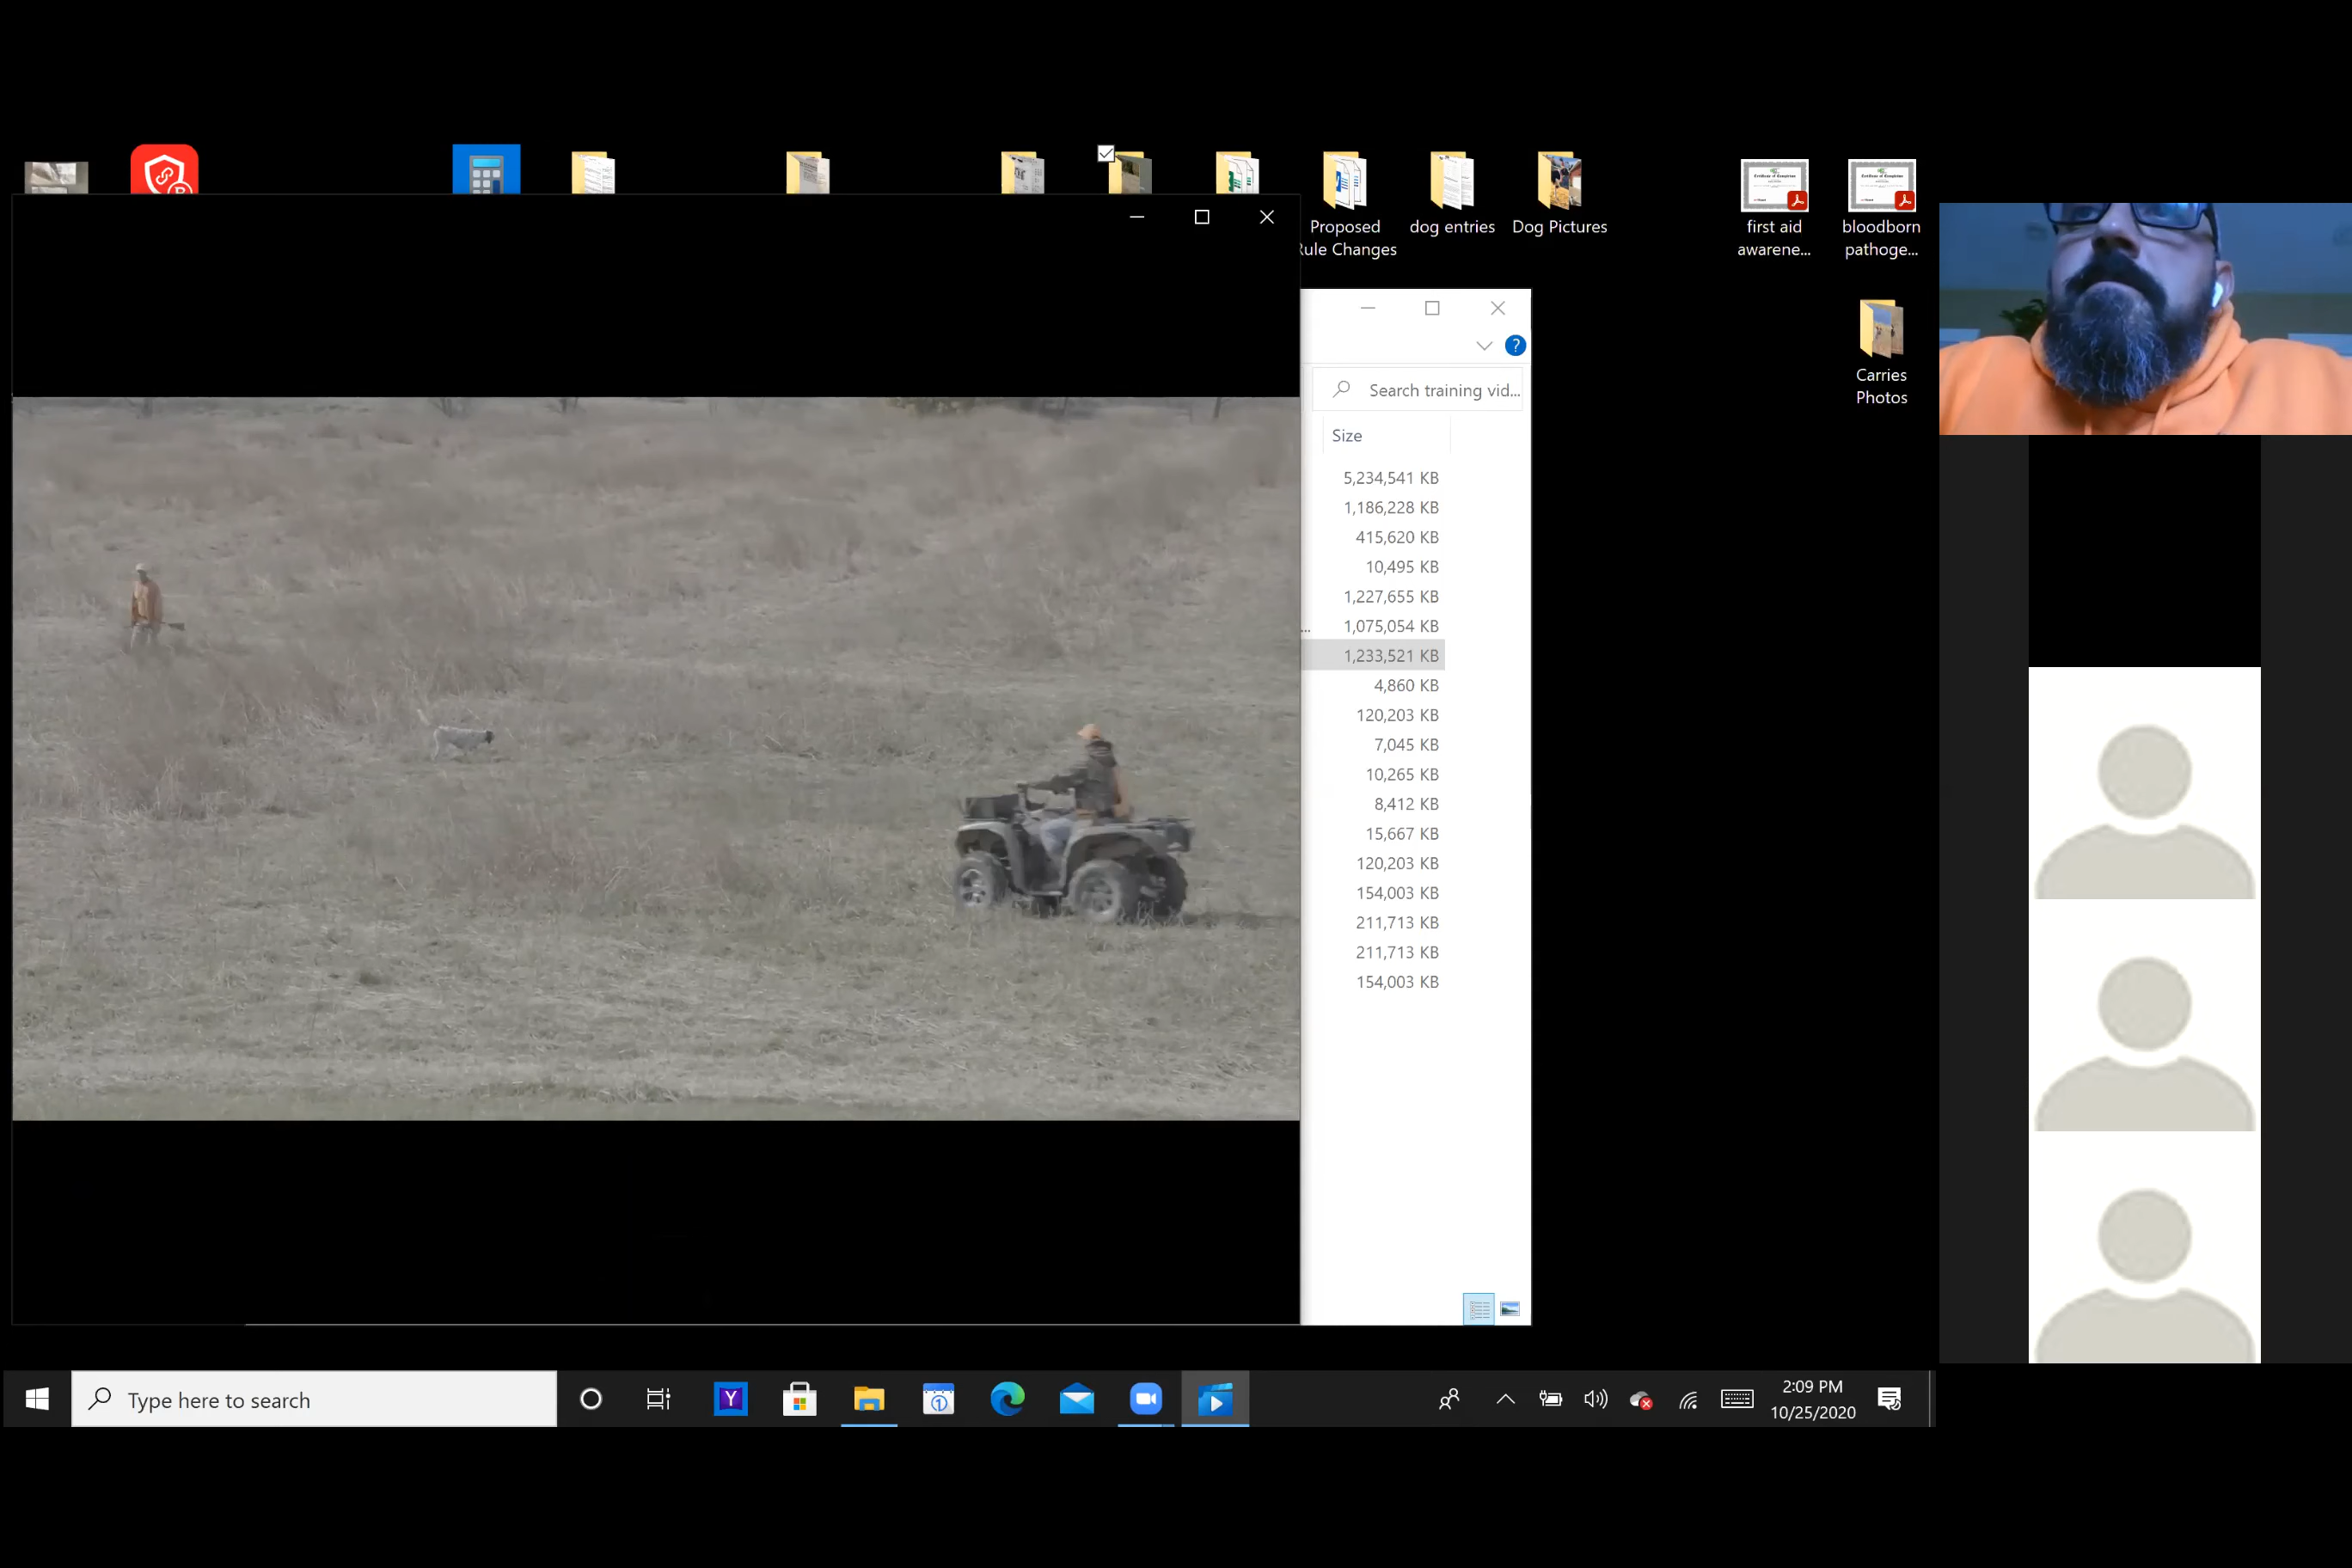 Proposed
Rule Changes
dog entries
Dog Pictures
first aid
awarene...
bloodborn
pathoge...
Carries
Photos
Search training vid...
Size
5,234,541 KB
1,186,228 KB
415,620 KB
10,495 KB
1,227,655 KB
... 1,075,054 KB
1,233,521 KB
4,860 KB
120,203 KB
7,045 KB
10,265 KB
8,412 KB
15,667 KB
120,203 KB
154,003 KB
211,713 KB
211,713 KB
154,003 KB
Type here to search
2:09 PM
10/25/2020